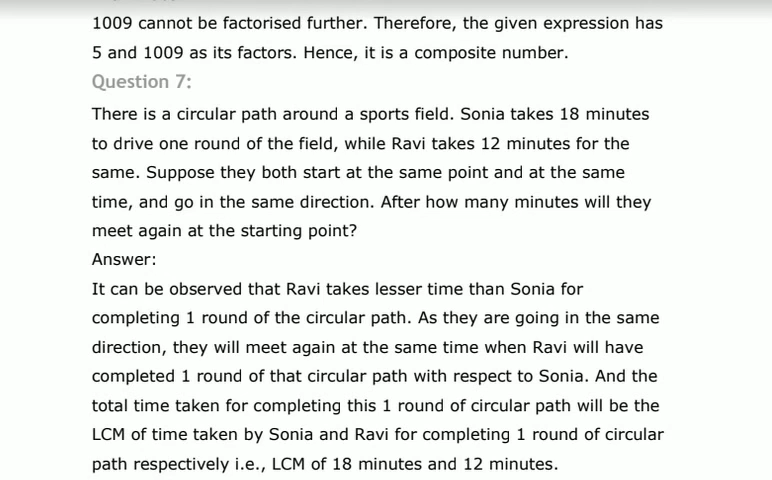 1009 cannot be factorised further. Therefore, the given expression has
5 and 1009 as its factors. Hence, it is a composite number.
Question 7:
There is a circular path around a sports field. Sonia takes 18 minutes
to drive one round of the field, while Ravi takes 12 minutes for the
same. Suppose they both start at the same point and at the same
time, and go in the same direction. After how many minutes will they
meet again at the starting point?
Answer:
It can be observed that Ravi takes lesser time than Sonia for
completing 1 round of the circular path. As they are going in the same
direction, they will meet again at the same time when Ravi will have
completed 1 round of that circular path with respect to Sonia. And the
total time taken for completing this 1 round of circular path will be the
LCM of time taken by Sonia and Ravi for completing 1 round of circular
path respectively i.e., LCM of 18 minutes and 12 minutes.